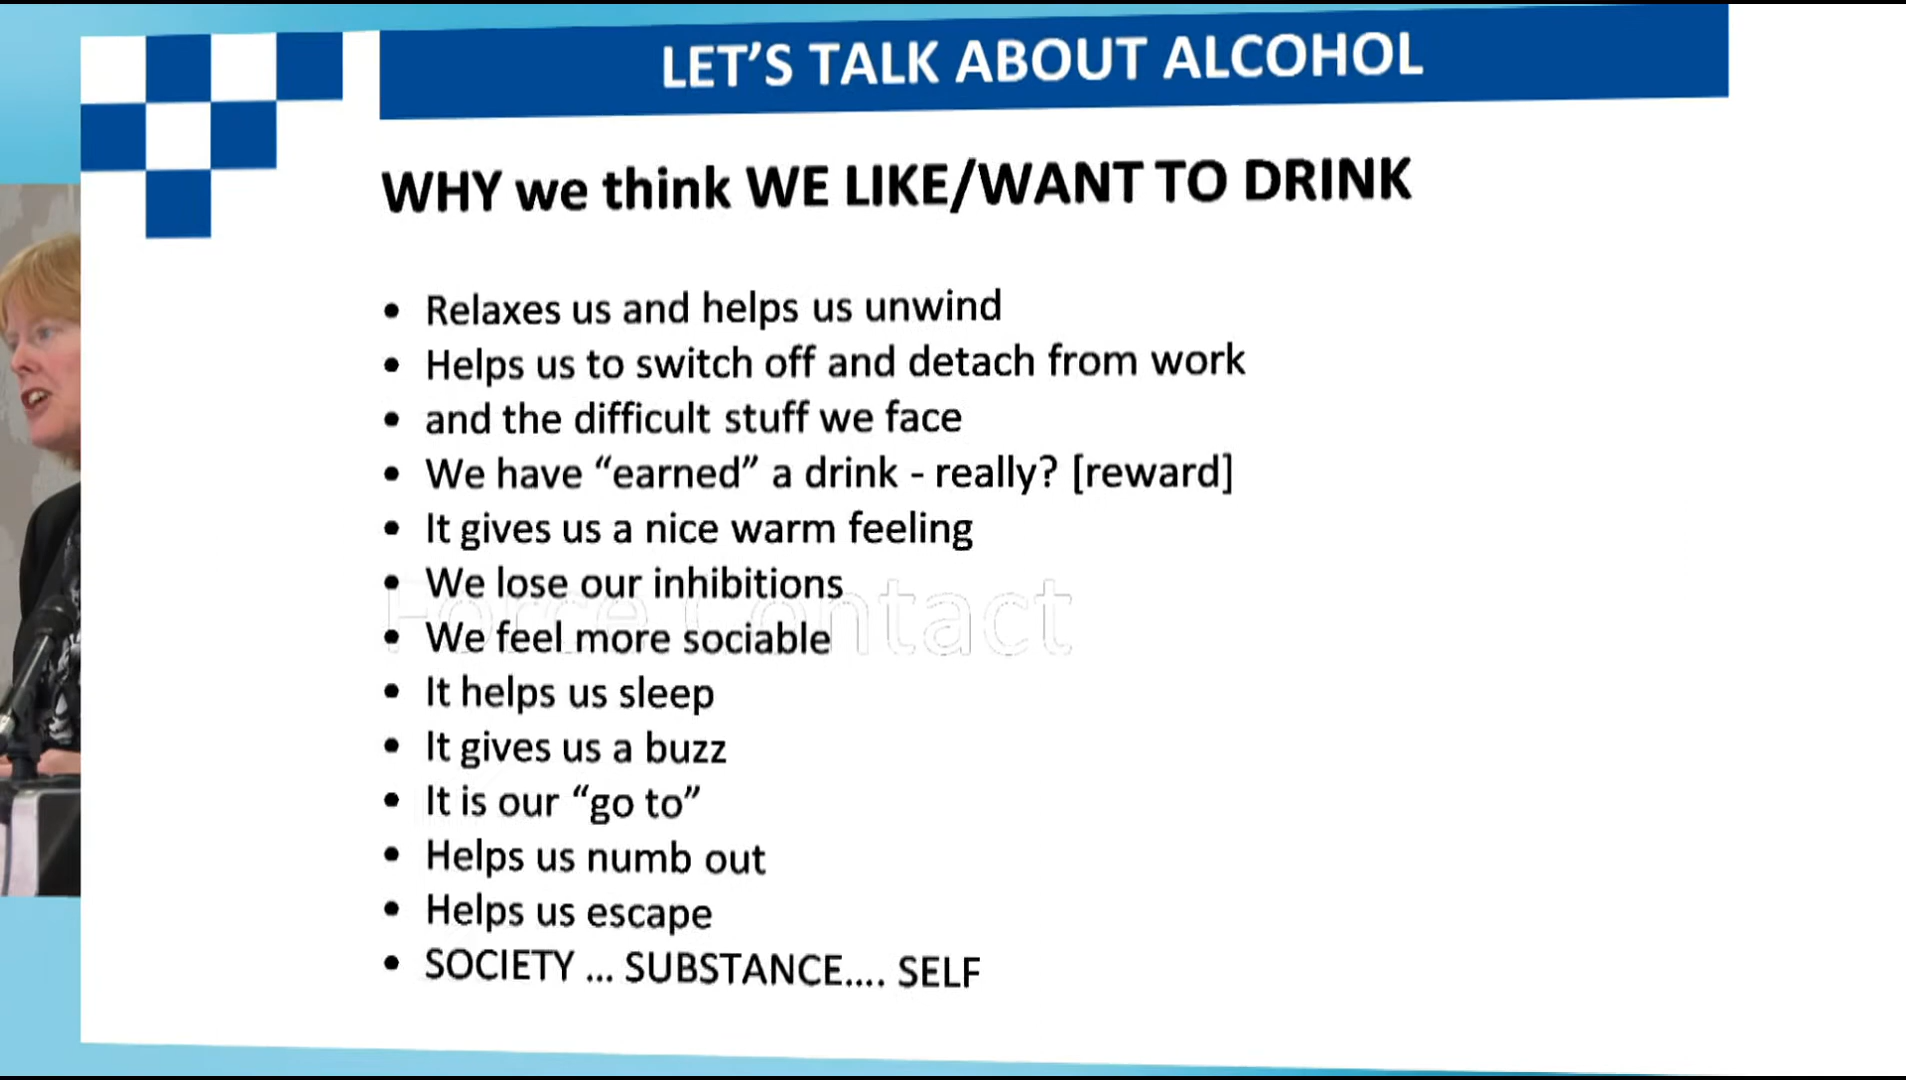 LET'S TALK ABOUT ALCOHOL
WHY we think WE LIKE/WANT TO DRINK
• Relaxes us and helps us unwind
• Helps us to switch off and detach from work
• and the difficult stuff we face
• We have “earned” a drink - really? [reward]
• It gives us a nice warm feeling
• We lose our inhibitions
Force Contact
• We feel more sociable
• It helps us sleep
• It gives us a buzz
• It is our “go to”
• Helps us numb out
• Helps us escape
• SOCIETY ... SUBSTANCE.... SELF